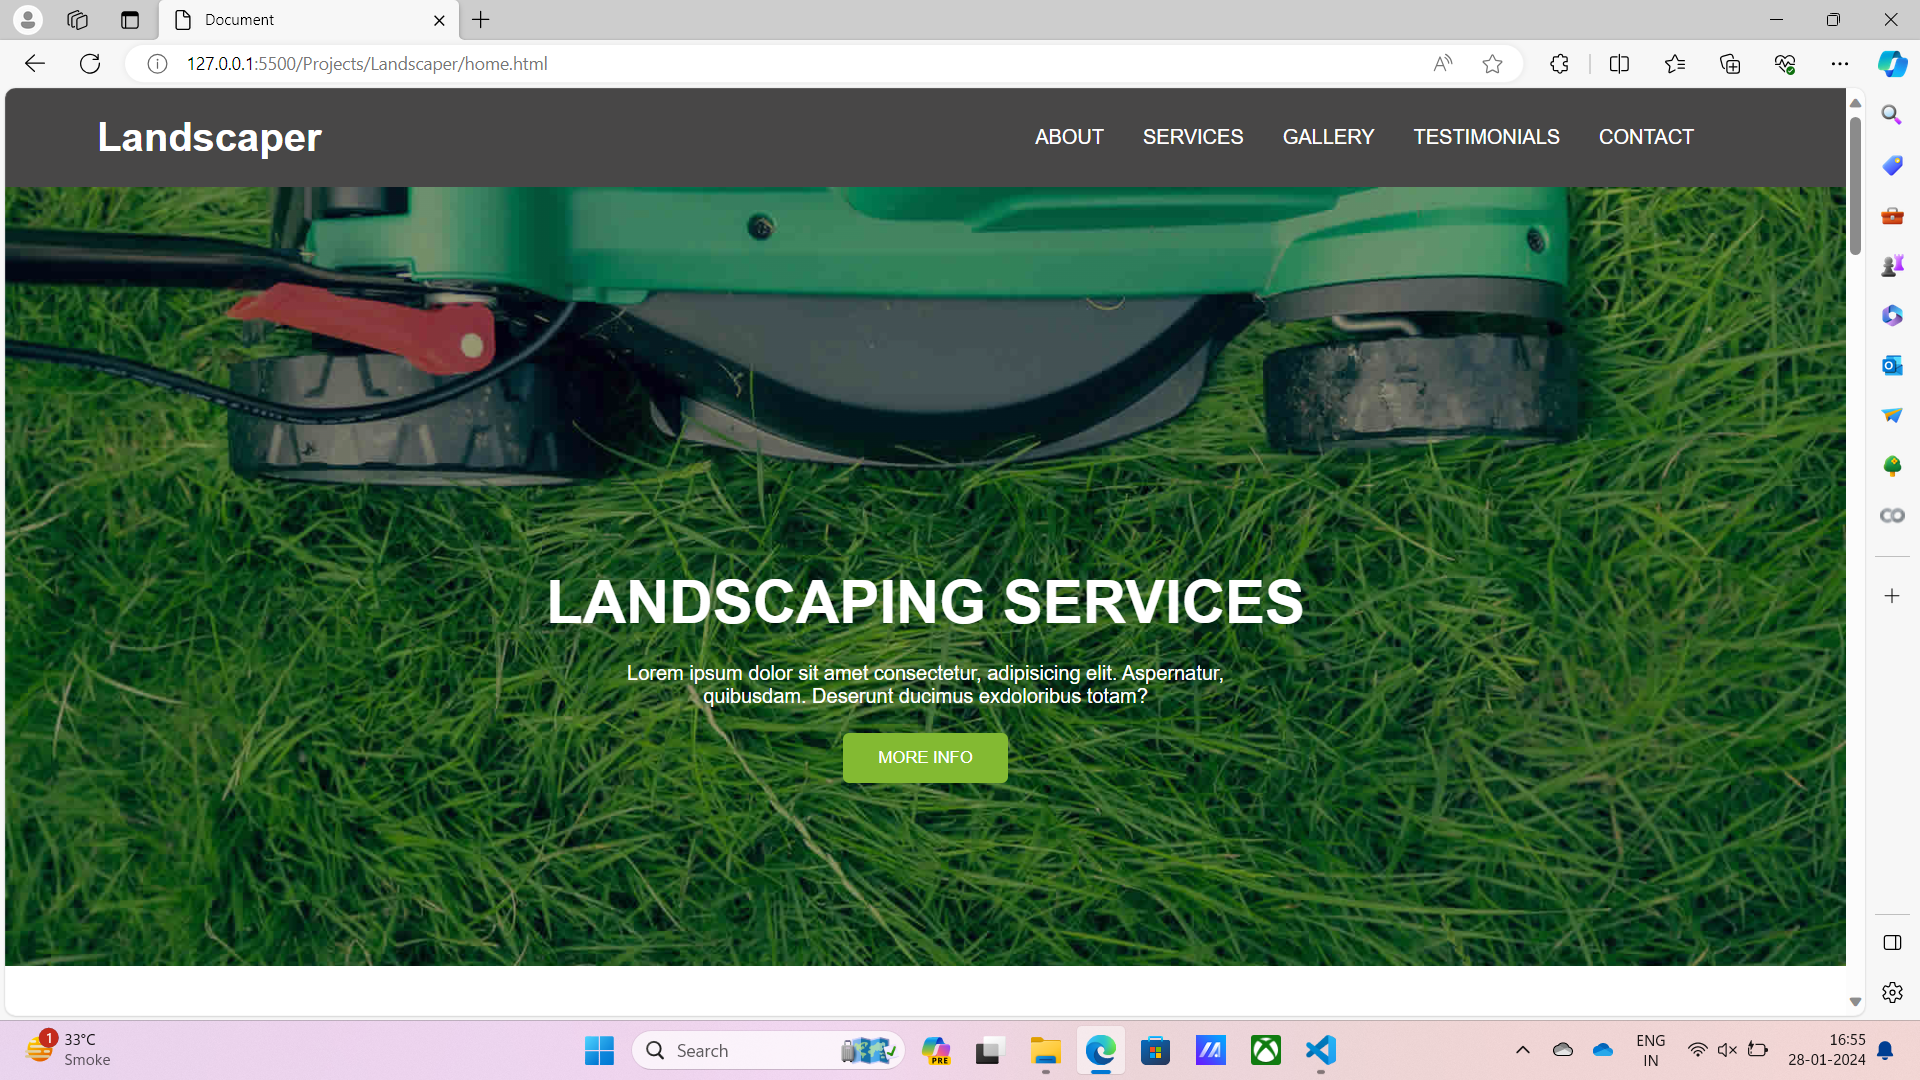 Document
127.0.0.1:5500/Projects/Landscaper/home.html
Landscaper
ABOUT SERVICES GALLERY TESTIMONIALS CONTACT
LANDSCAPING SERVICES
Lorem ipsum dolor sit amet consectetur, adipisicing elit. Aspernatur,
quibusdam. Deserunt ducimus exdoloribus totam?
MORE INFO
1
33°C
Smoke
Search
PRE
ENG
IN
16:55
28-01-2024